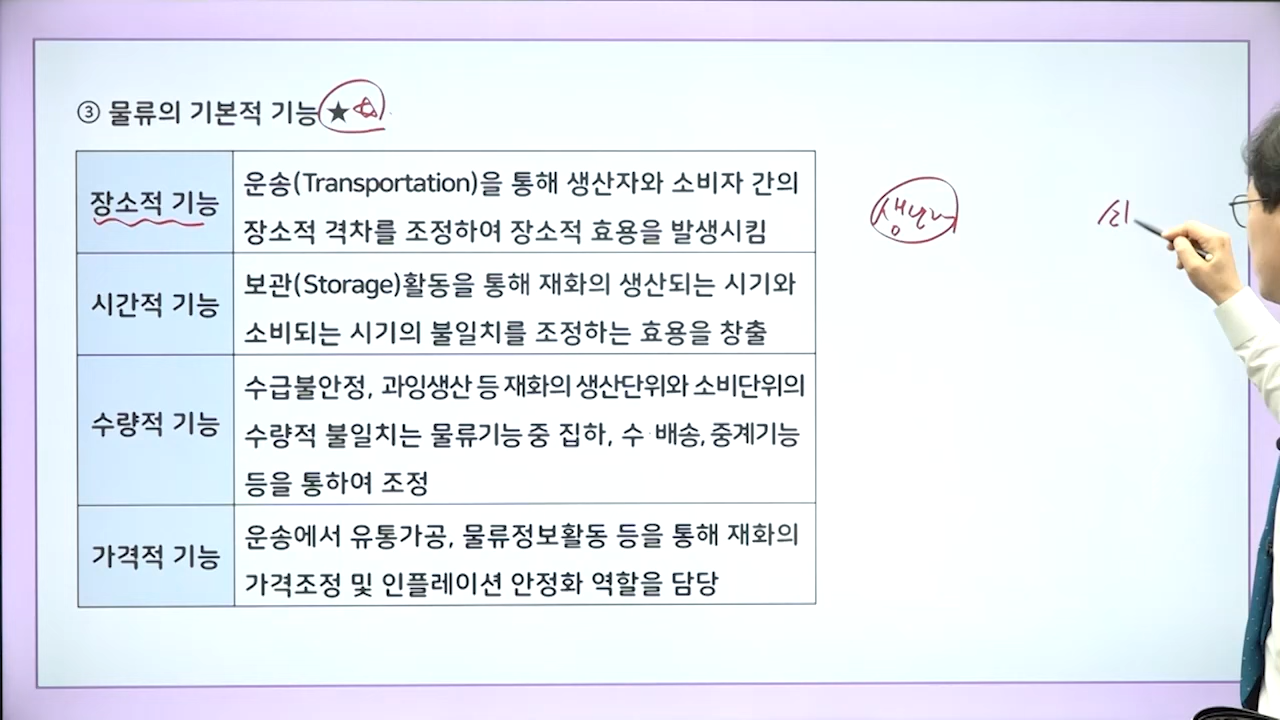 ③ 물류의 기본적 기능 ★☆
장소적 기능
운송(Transportation)을 통해 생산자와 소비자 간의
장소적 격차를 조정하여 장소적 효용을 발생시킴
시간적 기능
보관(Storage)활동을 통해 재화의 생산되는 시기와
소비되는 시기의 불일치를 조정하는 효용을 창출
수량적 기능
수급불안정, 과잉생산 등 재화의 생산단위와 소비단위의
수량적 불일치는 물류기능 중 집하, 수·배송, 중계기능
등을 통하여 조정
가격적 기능
운송에서 유통가공, 물류정보활동 등을 통해 재화의
가격조정 및 인플레이션 안정화 역할을 담당